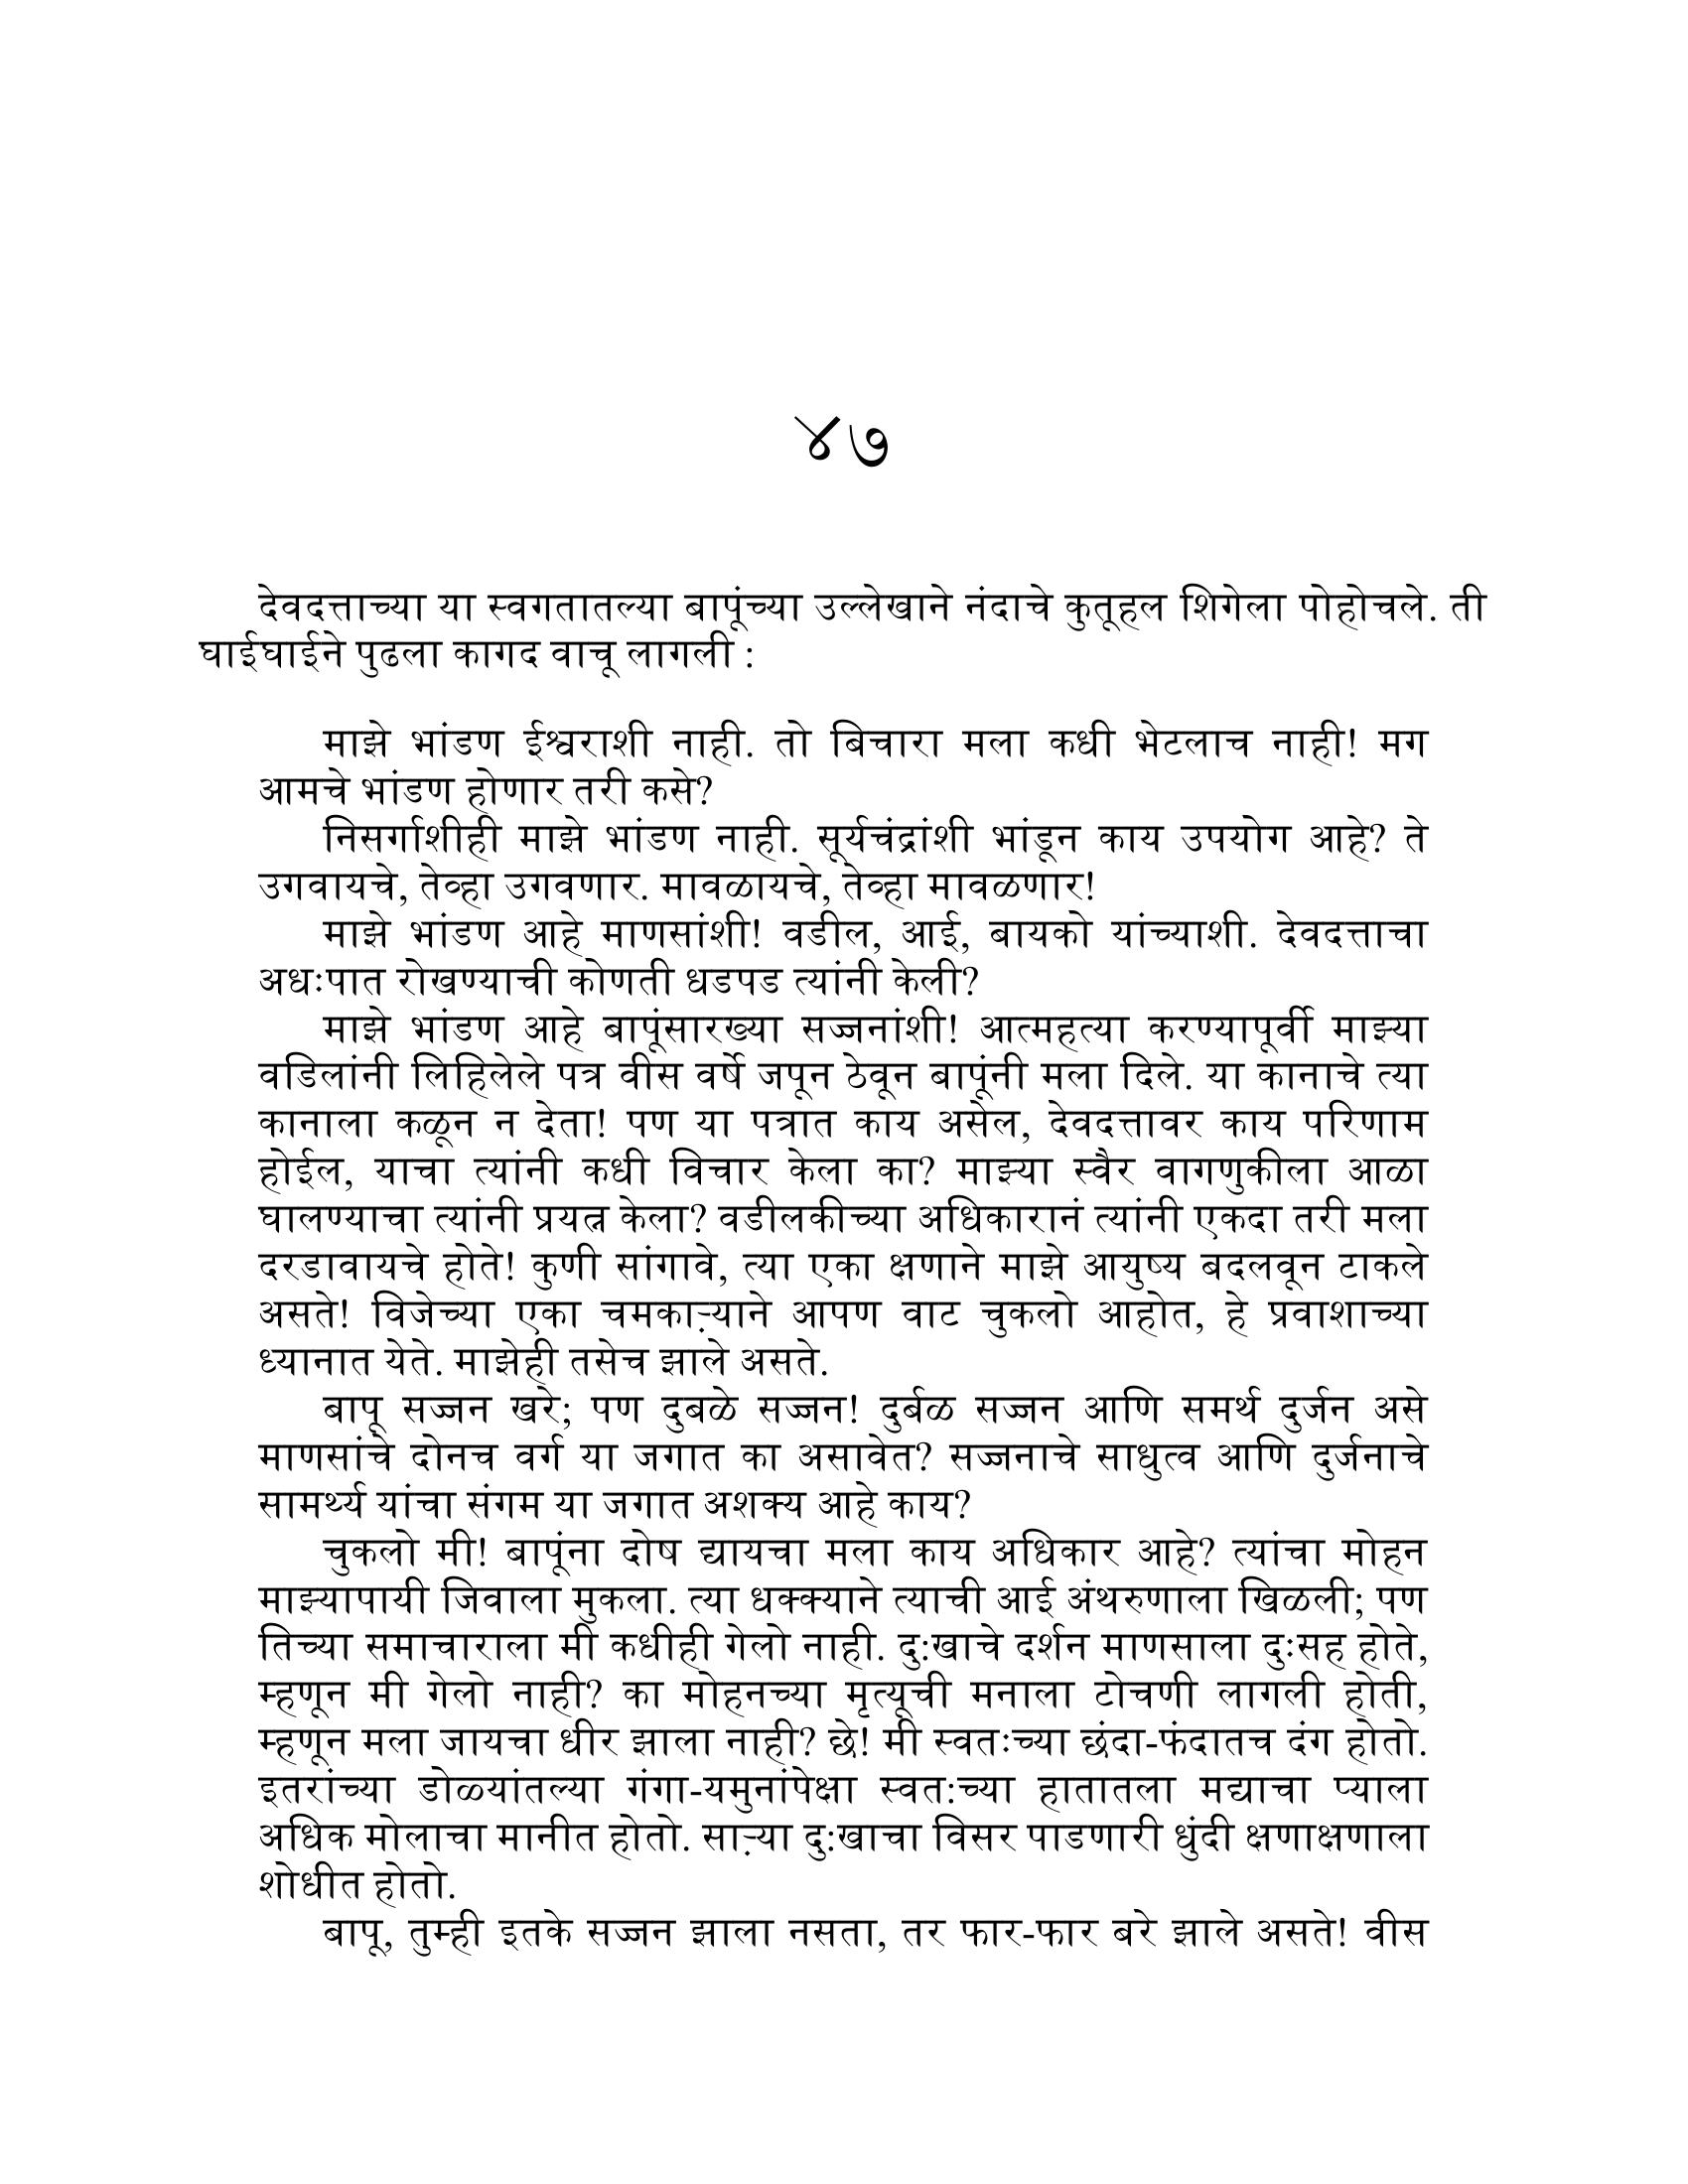 ४७
देवदत्ताच्या या स्वगतातल्या बापूंच्या उल्लेखाने नंदाचे कुतूहल शिगेला पोहोचले. ती
घाईघाईने पुढला कागद वाचू लागली :
माझे भांडण ईश्वराशी नाही. तो बिचारा मला कधी भेटलाच नाही! मग
आमचे भांडण होणार तरी कसे?
निसर्गाशीही माझे भांडण नाही. सूर्यचंद्रांशी भांडून काय उपयोग आहे? ते
उगवायचे, तेव्हा उगवणार. मावळायचे, तेव्हा मावळणार!
माझे भांडण आहे माणसांशी! वडील, आई, बायको यांच्याशी. देवदत्ताचा
अधःपात रोखण्याची कोणती धडपड त्यांनी केली?
माझे भांडण आहे बापूंसारख्या सज्जनांशी! आत्महत्या करण्यापूर्वी माझ्या
वडिलांनी लिहिलेले पत्र वीस वर्षे जपून ठेवून बापूंनी मला दिले. या कानाचे त्या
कानाला कळून न देता! पण या पत्रात काय असेल, देवदत्तावर काय परिणाम
होईल, याचा त्यांनी कधी विचार केला का? माझ्या स्वैर वागणुकीला आळा
घालण्याचा त्यांनी प्रयत्न केला? वडीलकीच्या अधिकारानं त्यांनी एकदा तरी मला
दरडावायचे होते! कुणी सांगावे, त्या एका क्षणाने माझे आयुष्य बदलवून टाकले
असते! विजेच्या एका चमकाऱ्याने आपण वाट चुकलो आहोत, हे प्रवाशाच्या
ध्यानात येते. माझेही तसेच झाले असते.
बापू सज्जन खरे; पण दुबळे सज्जन! दुर्बळ सज्जन आणि समर्थ दुर्जन असे
माणसांचे दोनच वर्ग या जगात का असावेत? सज्जनाचे साधुत्व आणि दुर्जनाचे
सामर्थ्य यांचा संगम या जगात अशक्य आहे काय?
चुकलो मी! बापूंना दोष द्यायचा मला काय अधिकार आहे? त्यांचा मोहन
माझ्यापायी जिवाला मुकला. त्या धक्क्याने त्याची आई अंथरुणाला खिळली; पण
तिच्या समाचाराला मी कधीही गेलो नाही. दु:खाचे दर्शन माणसाला दुःसह होते,
म्हणून मी गेलो नाही? का मोहनच्या मृत्यूची मनाला टोचणी लागली होती,
म्हणून मला जायचा धीर झाला नाही? छे! मी स्वतःच्या छंदा-फंदातच दंग होतो.
इतरांच्या डोळ्यांतल्या गंगा-यमुनांपेक्षा स्वत:च्या हातातला मद्याचा प्याला
अधिक मोलाचा मानीत होतो. साऱ्या दु:खाचा विसर पाडणारी धुंदी क्षणाक्षणाला
शोधीत होतो.
बापू, तुम्ही इतके सज्जन झाला नसता, तर फार-फार बरे झाले असते! वीस